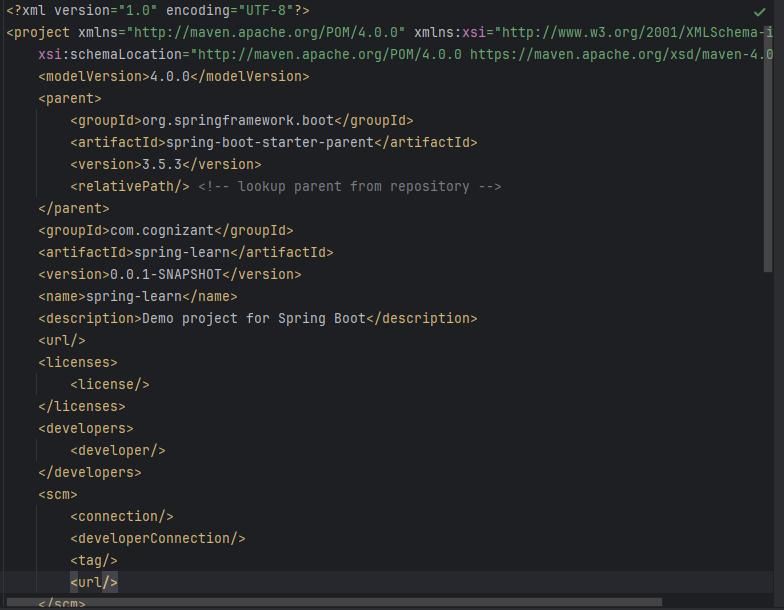 <?xml version="1.0" encoding="UTF-8"?>
<project xmlns="http://maven.apache.org/POM/4.0.0" xmlns:xsi="http://www.w3.org/2001/XMLSchema-i
xsi:schemaLocation="http://maven.apache.org/POM/4.0.0 https://maven.apache.org/xsd/maven-4.0
<modelVersion>4.0.0</modelVersion>
<parent>
<groupId>org.springframework.boot</groupId>
<artifactId>spring-boot-starter-parent</artifactId>
<version>3.5.3</version>
<relativePath/> <!-- lookup parent from repository -->
</parent>
<groupId>com.cognizant</groupId>
<artifactId>spring-learn</artifactId>
<version>0.0.1-SNAPSHOT</version>
<name>spring-learn</name>
<description>Demo project for Spring Boot</description>
<url/>
<licenses>
<license/>
</licenses>
<developers>
<developer/>
</developers>
<scm>
<connection/>
<developerConnection/>
<tag/>
<url/>
</scm>